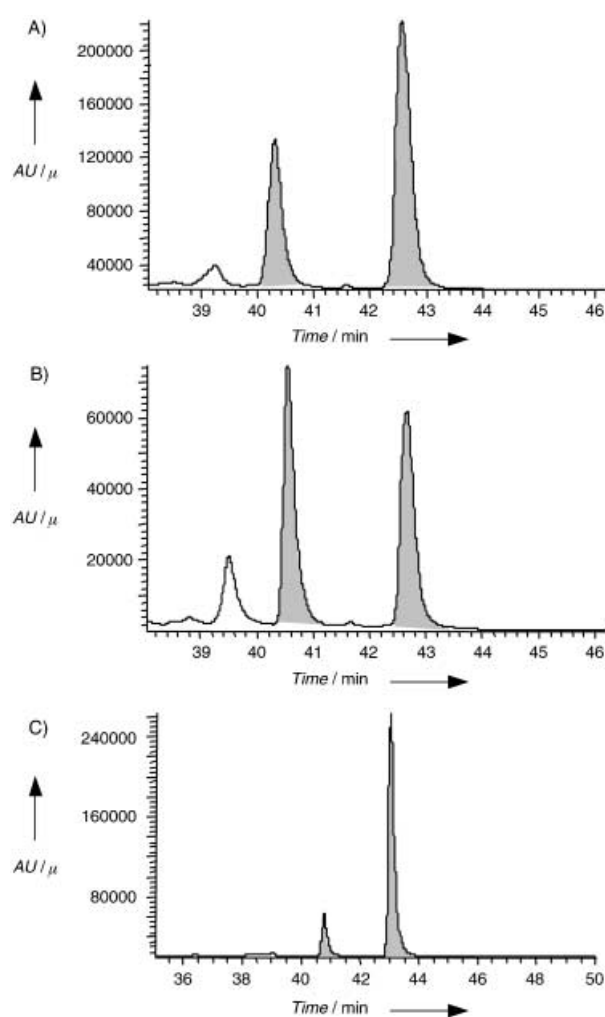 A)
200000
160000
AU / μ
120000
80000
40000
39 40 41 42 43 44 45 46
Time / min
B)
60000
AU / μ
40000
20000
39 40 41 42 43 44 45 46
Time / min
C)
240000
160000
AU / μ
80000
36 38 40 42 44 46 48 50
Time / min